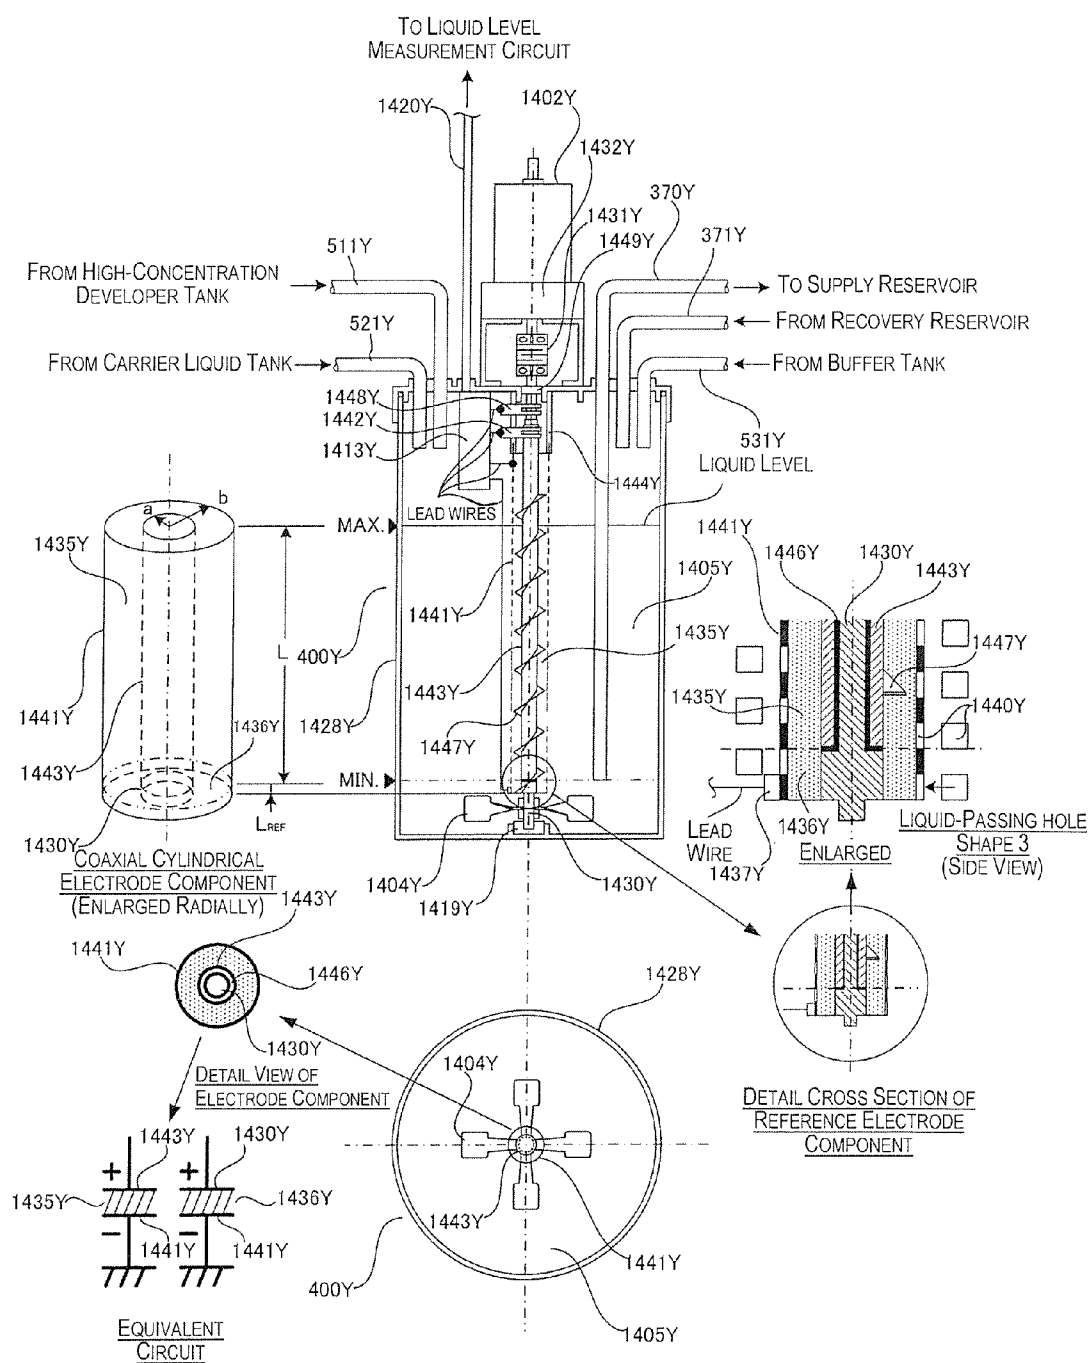 TO LIQUID LEVEL
MEASUREMENT CIRCUIT
1420Y
1402Y
1432Y
370Y
1431Y
371Y
1449Y
511Y
FROM HIGH-CONCENTRATION
DEVELOPER TANK
TO SUPPLY RESERVOIR
521Y
FROM RECOVERY RESERVOIR
FROM CARRIER LIQUID TANK
FROM BUFFER TANK
1448Y
1442Y
1413Y
531Y
LIQUID LEVEL
1444Y
LEAD WIRES
b
a
MAX.
1435Y
1441Y
1446Y
1430Y
1443Y
1405Y
1441Y
1435Y
L
400Y
1447Y
1443Y
1435Y
1441Y
1428Y
1436Y
1440Y
1447Y
1443Y
MIN.
LREF
1430Y
1436Y
LEAD
WIRE
1437Y
ENLARGED
LIQUID-PASSING HOLE
SHAPE 3
(SIDE VIEW)
COAXIAL CYLINDRICAL
ELECTRODE COMPONENT
(ENLARGED RADIALLY)
1404Y
1430Y
1419Y
1443Y
1441Y
1446Y
1430Y
1428Y
DETAIL VIEW OF
ELECTRODE COMPONENT
1404Y
DETAIL CROSS SECTION OF
REFERENCE ELECTRODE
COMPONENT
1443Y
1430Y
+
+
1435Y
1436Y
−
−
1441Y
1441Y
1443Y
1441Y
400Y
1405Y
EQUIVALENT
CIRCUIT